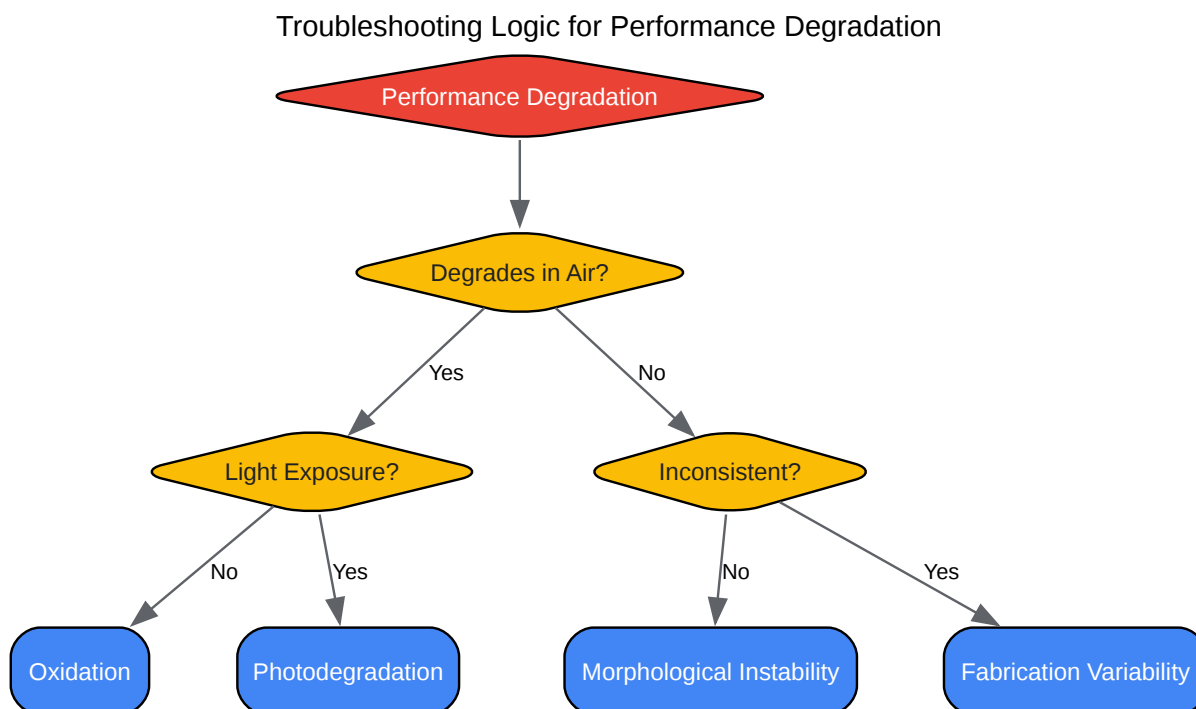 Troubleshooting Logic for Performance Degradation
Performance Degradation
Degrades in Air?
Yes
No
Light Exposure?
Inconsistent?
No
Yes
No
Yes
Oxidation
Photodegradation
Morphological Instability
Fabrication Variability